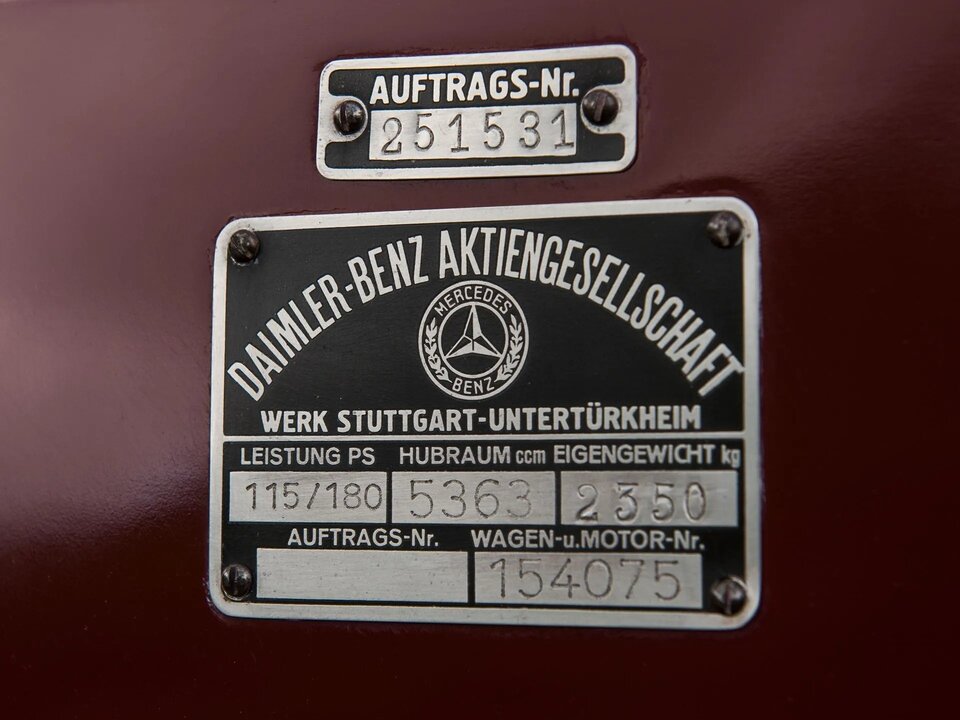 AUFTRAGS-Nr.
251531
DAIMLER-BENZ AKTIENGESELLSCHAFT
MERCEDES
BENZ
WERK STUTTGART-UNTERTÜRKHEIM
LEISTUNG PS HUBRAUM ccm EIGENGEWICHT kg
115/180 5363 2350
AUFTRAGS-Nr. WAGEN-u.MOTOR-Nr.
154075